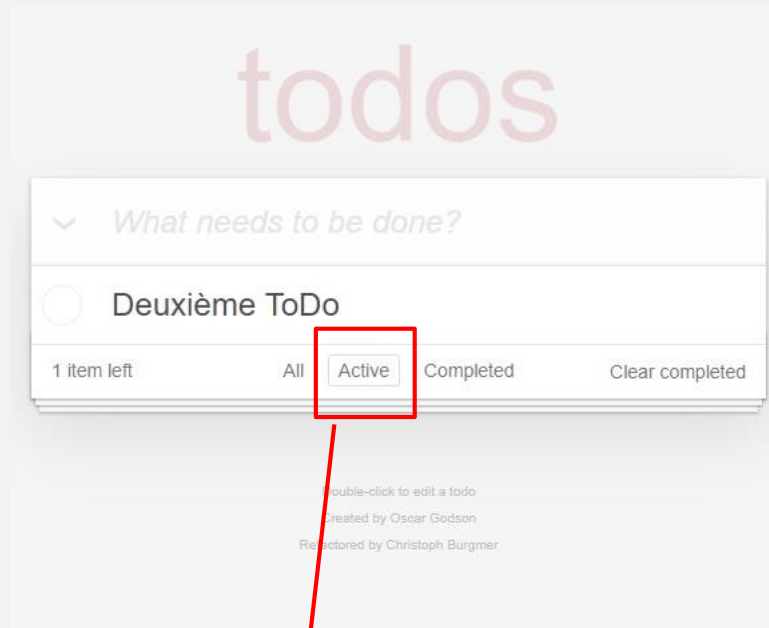 todos
What needs to be done?
Deuxième ToDo
1 item left All Active Completed Clear completed
Double-click to edit a todo
Created by Oscar Godson
Refactored by Christoph Burgmer